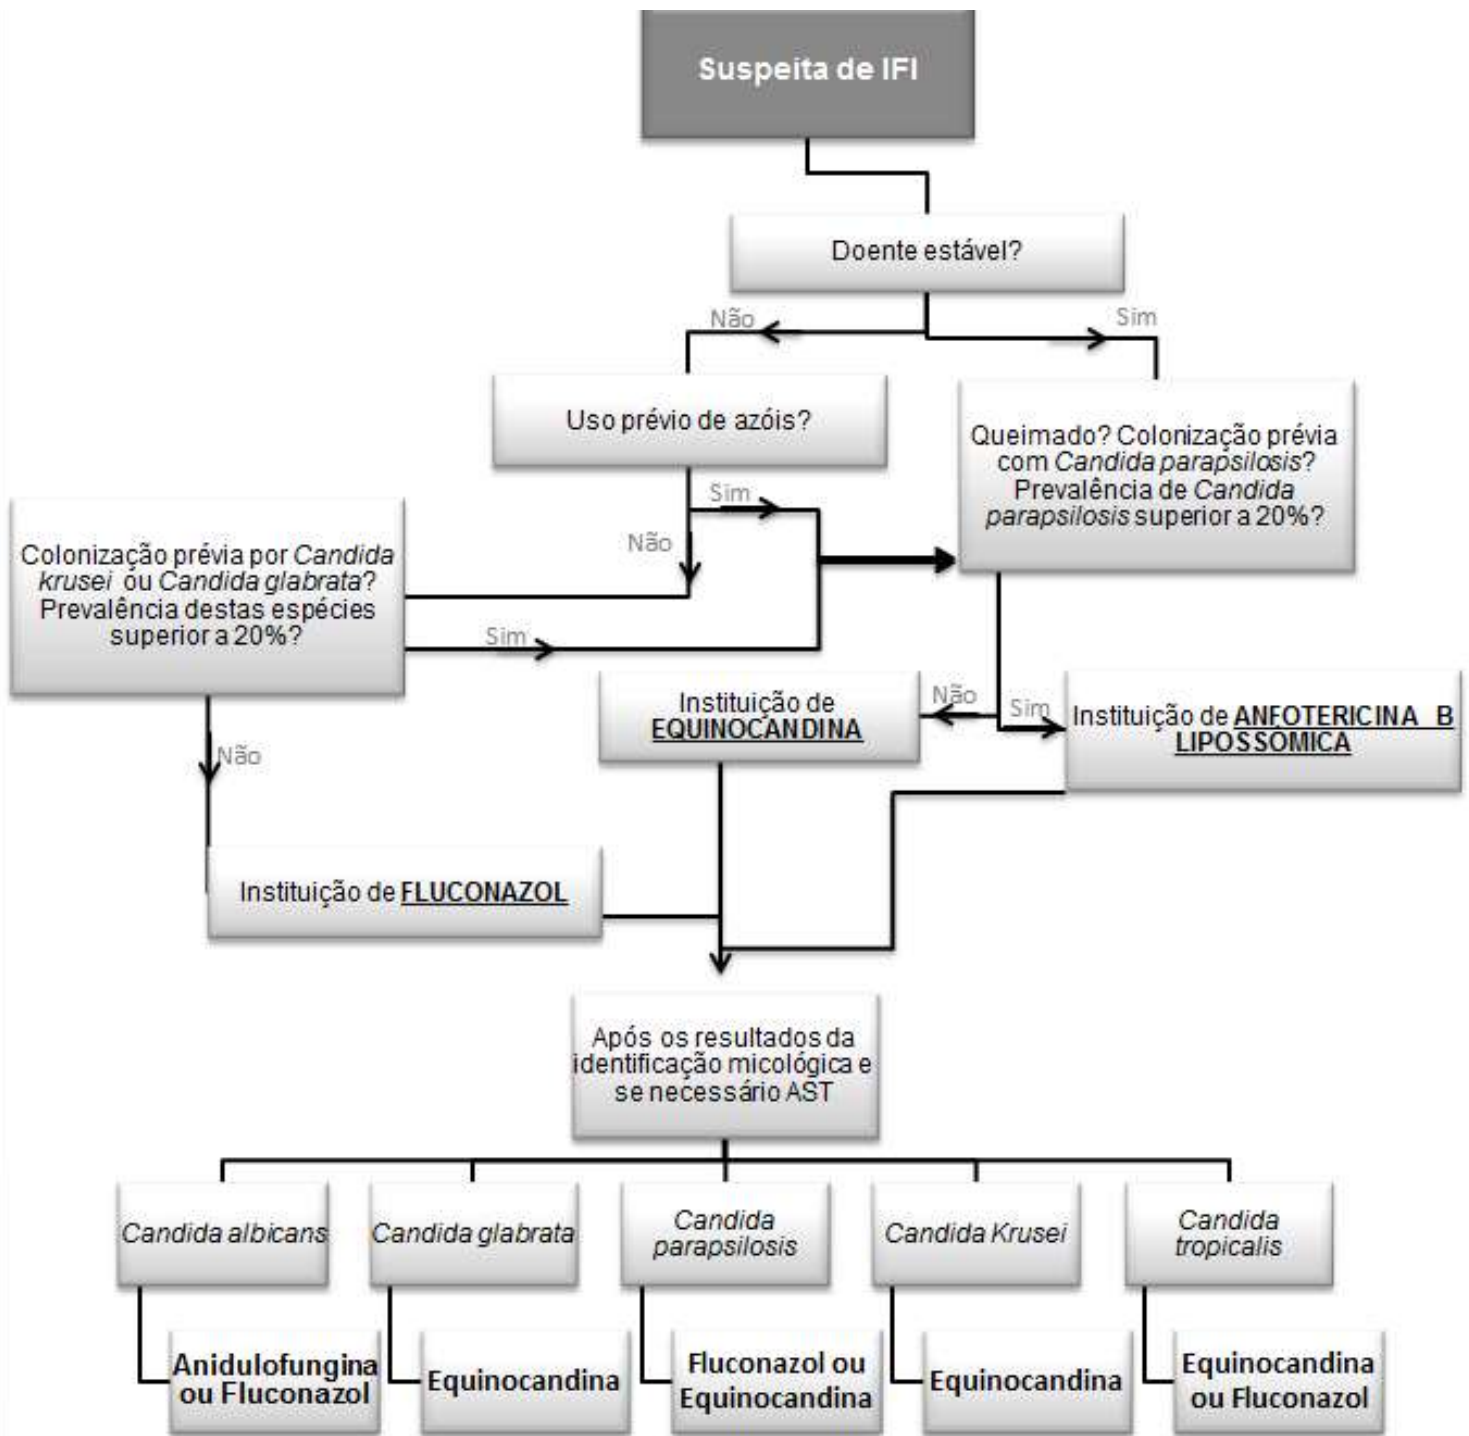 Suspeita de IFI
Doente estável?
Não
Sim
Uso prévio de azóis?
Queimado? Colonização prévia
com Candida parapsilosis?
Prevalência de Candida
parapsilosis superior a 20%?
Sim
Não
Colonização prévia por Candida
krusei ou Candida glabrata?
Prevalência destas espécies
superior a 20%?
Sim
Não
Instituição de
EQUINOCANDINA
Não
Sim
Instituição de ANFOTERICINA B
LIPOSSÓMICA
Instituição de FLUCONAZOL
Após os resultados da
identificação micológica e
se necessário AST
Candida albicans
Candida glabrata
Candida
parapsilosis
Candida Krusei
Candida
tropicalis
Anidulofungina
ou Fluconazol
Equinocandina
Fluconazol ou
Equinocandina
Equinocandina
Equinocandina
ou Fluconazol